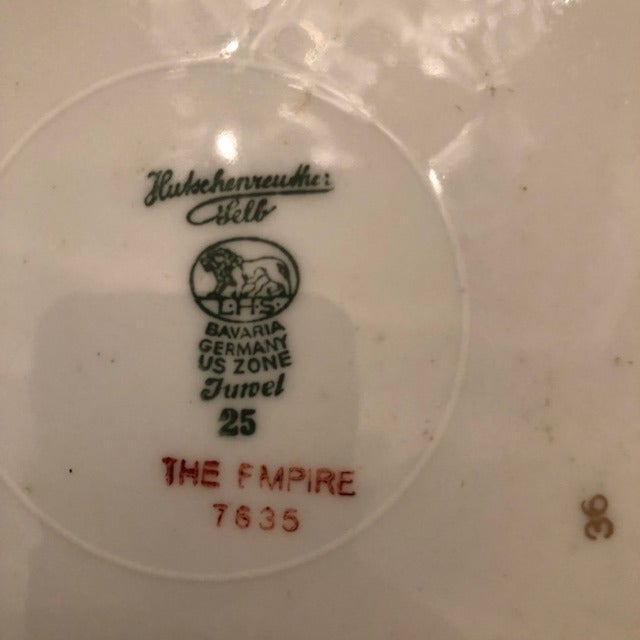 Hutschenreuther
Selb
LHS
BAVARIA
GERMANY
US ZONE
Juwel
25
THE EMPIRE
7635
36